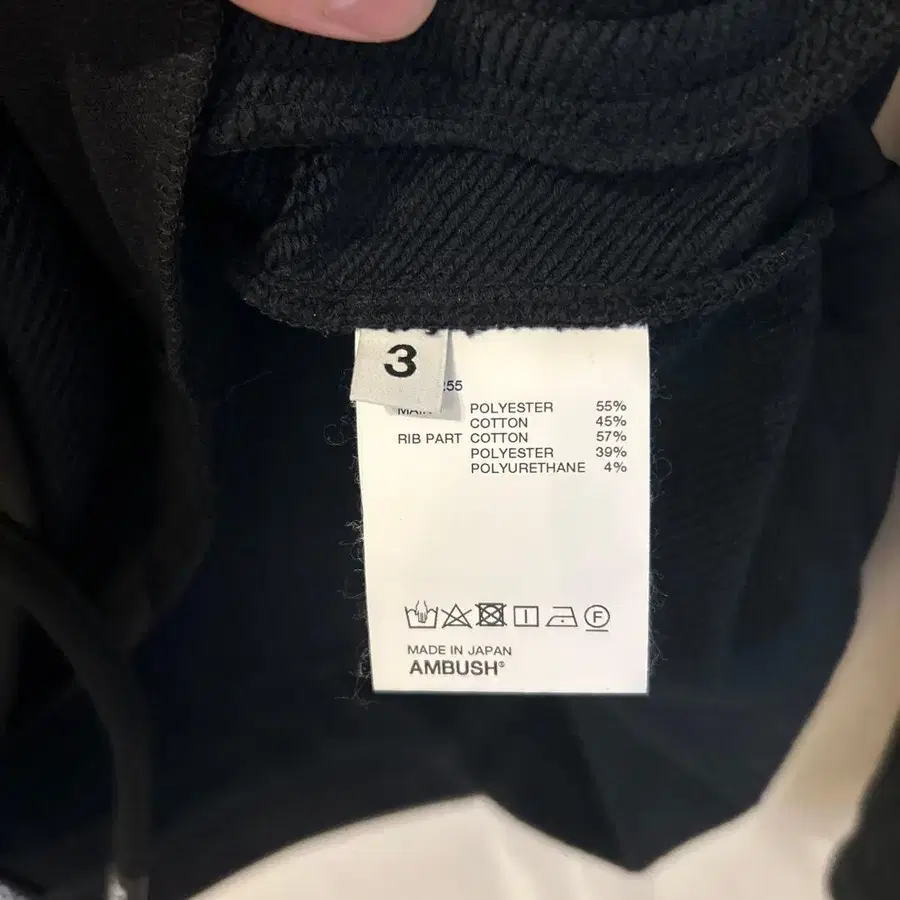 3
255
MAIN POLYESTER 55%
COTTON 45%
RIB PART COTTON 57%
POLYESTER 39%
POLYURETHANE 4%
F
MADE IN JAPAN
AMBUSH®